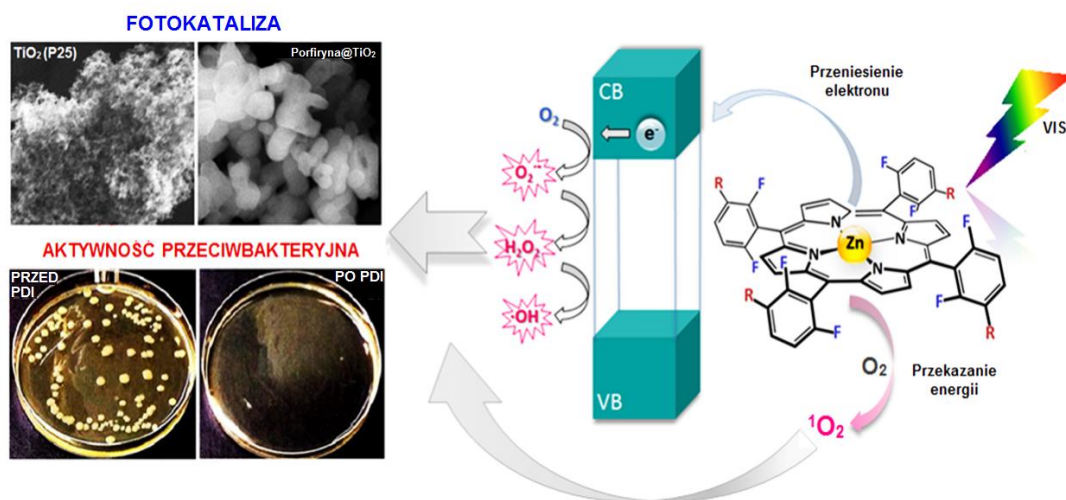 FOTOKATALIZA
TiO₂ (P25)
Porfiryna@TiO₂
AKTYWNOŚĆ PRZECIWBAKTERYJNA
PRZED
PDI
PO PDI
CB
e⁻
O₂
O₂⁻•
H₂O₂
·OH
VB
Przeniesienie
elektronu
VIS
F
R
F
F
R
F
N
N
Zn
N
N
R
F
F
F
F
R
O₂
Przekazanie
energii
¹O₂